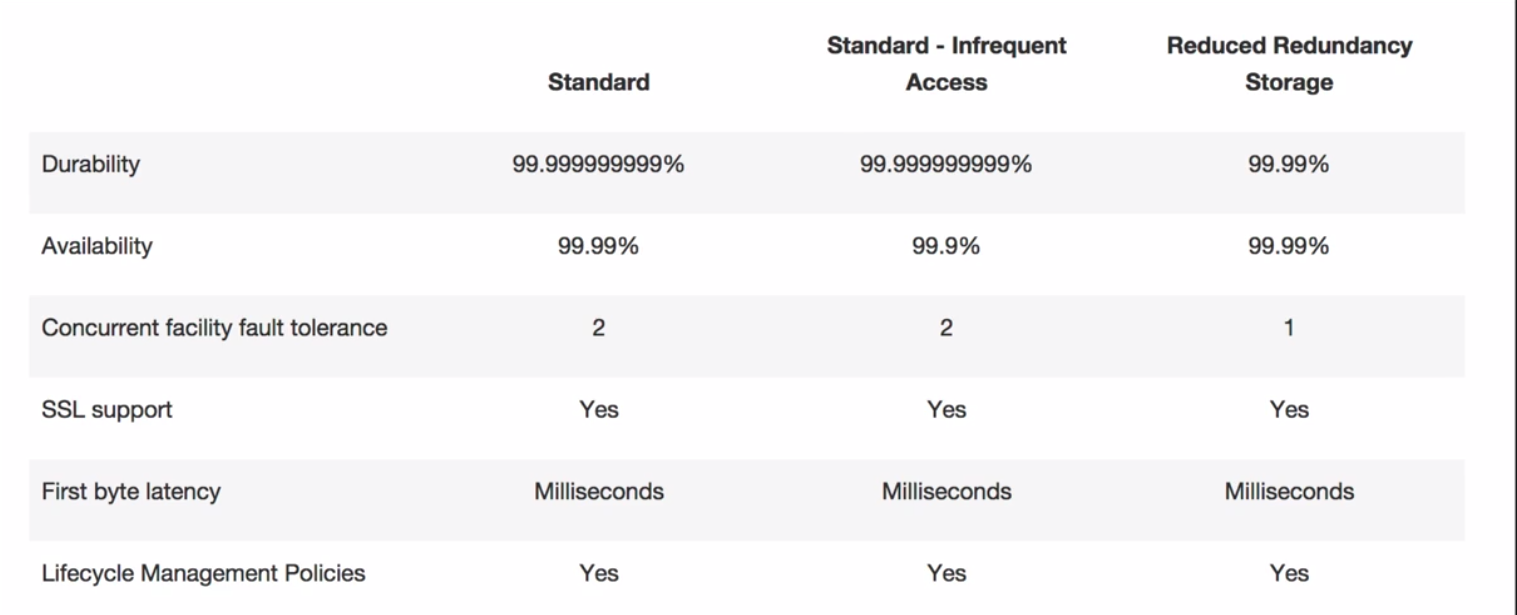 Standard
Standard - Infrequent
Access
Reduced Redundancy
Storage
Durability 99.999999999% 99.999999999% 99.99%
Availability 99.99% 99.9% 99.99%
Concurrent facility fault tolerance 2 2 1
SSL support Yes Yes Yes
First byte latency Milliseconds Milliseconds Milliseconds
Lifecycle Management Policies Yes Yes Yes